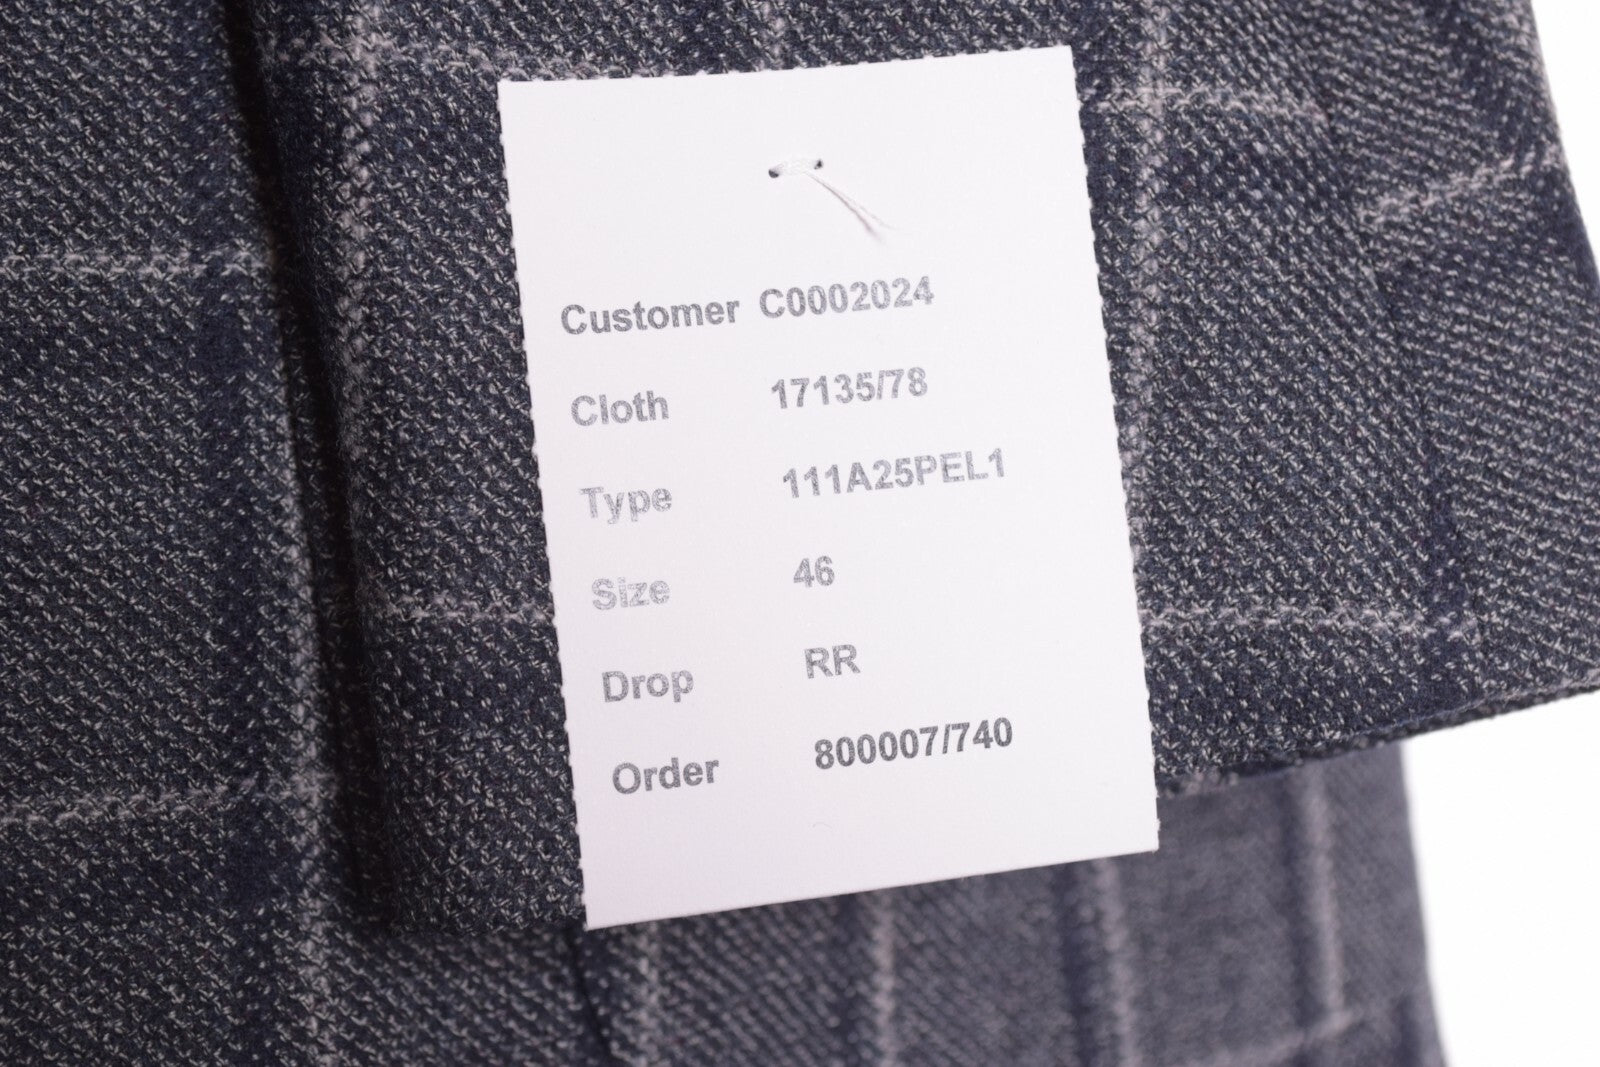 Customer C0002024
Cloth 17135/78
Type 111A25PEL1
Size 46
Drop RR
Order 800007/740